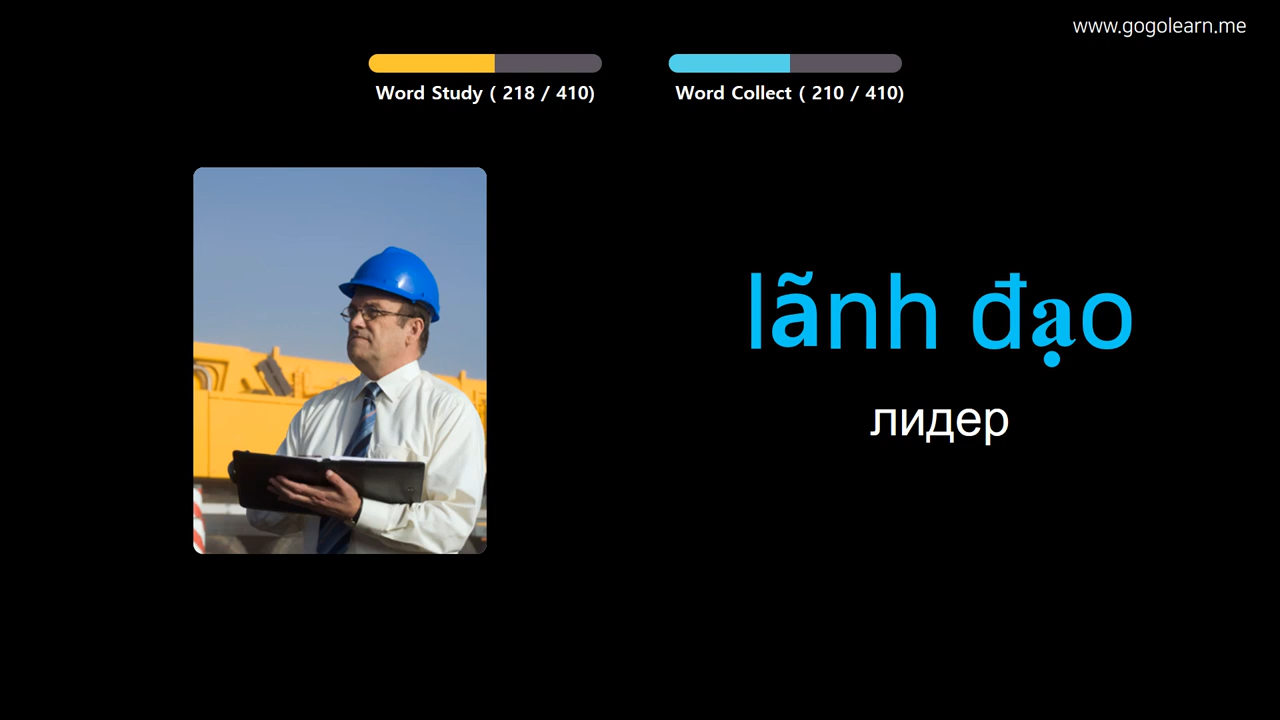 www.gogolearn.me
Word Study ( 218 / 410)
Word Collect ( 210 / 410)
lãnh đạo
лидер